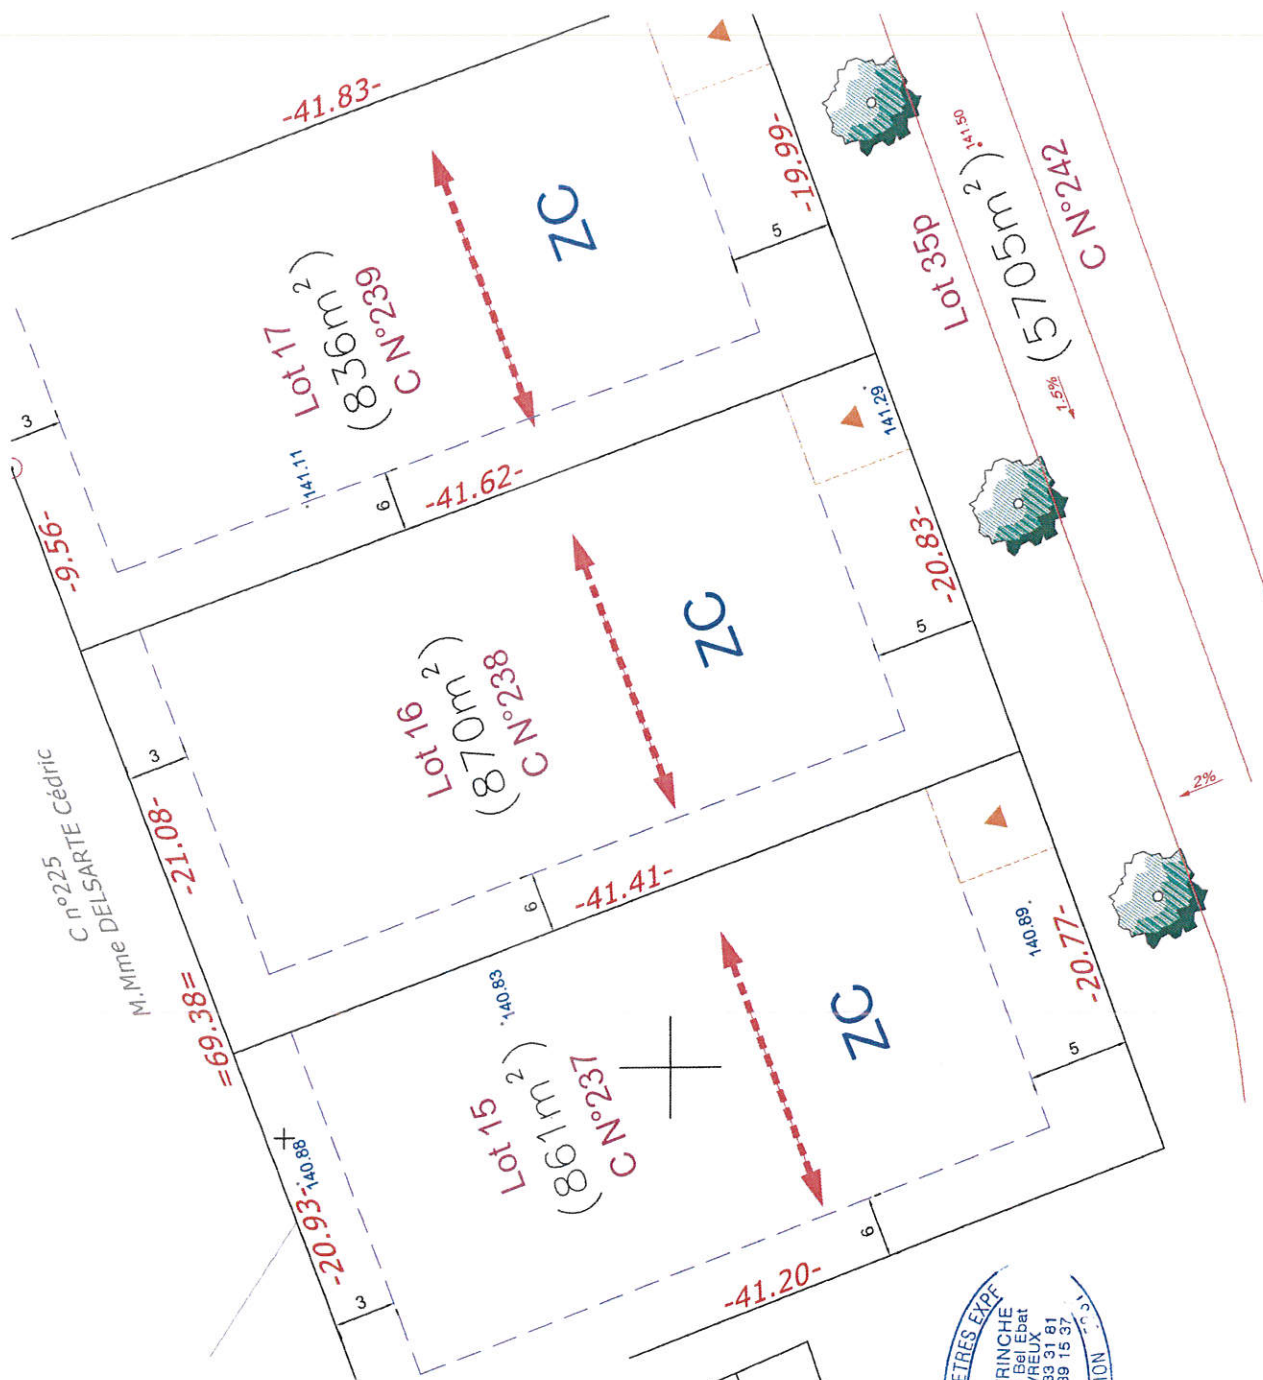 -41.83-
-19.99-
141.50
Lot 35p
(5705m²)
C N°242
1.5%
5
ZC
Lot 17
(836m²)
C N°239
141.11
3
-9.56-
6
-41.62-
141.29
-20.83-
5
ZC
Lot 16
(870m²)
C N°238
3
-21.08-
C n°225
M.Mme DELSARTE Cédric
=69.38=
6
-41.41-
2%
140.89
-20.77-
5
ZC
140.83
Lot 15
(861m²)
C N°237
140.88
-20.93-
3
6
-41.20-
RINCHE
Bel Ebat
VREUX
33 31 81
39 15 37